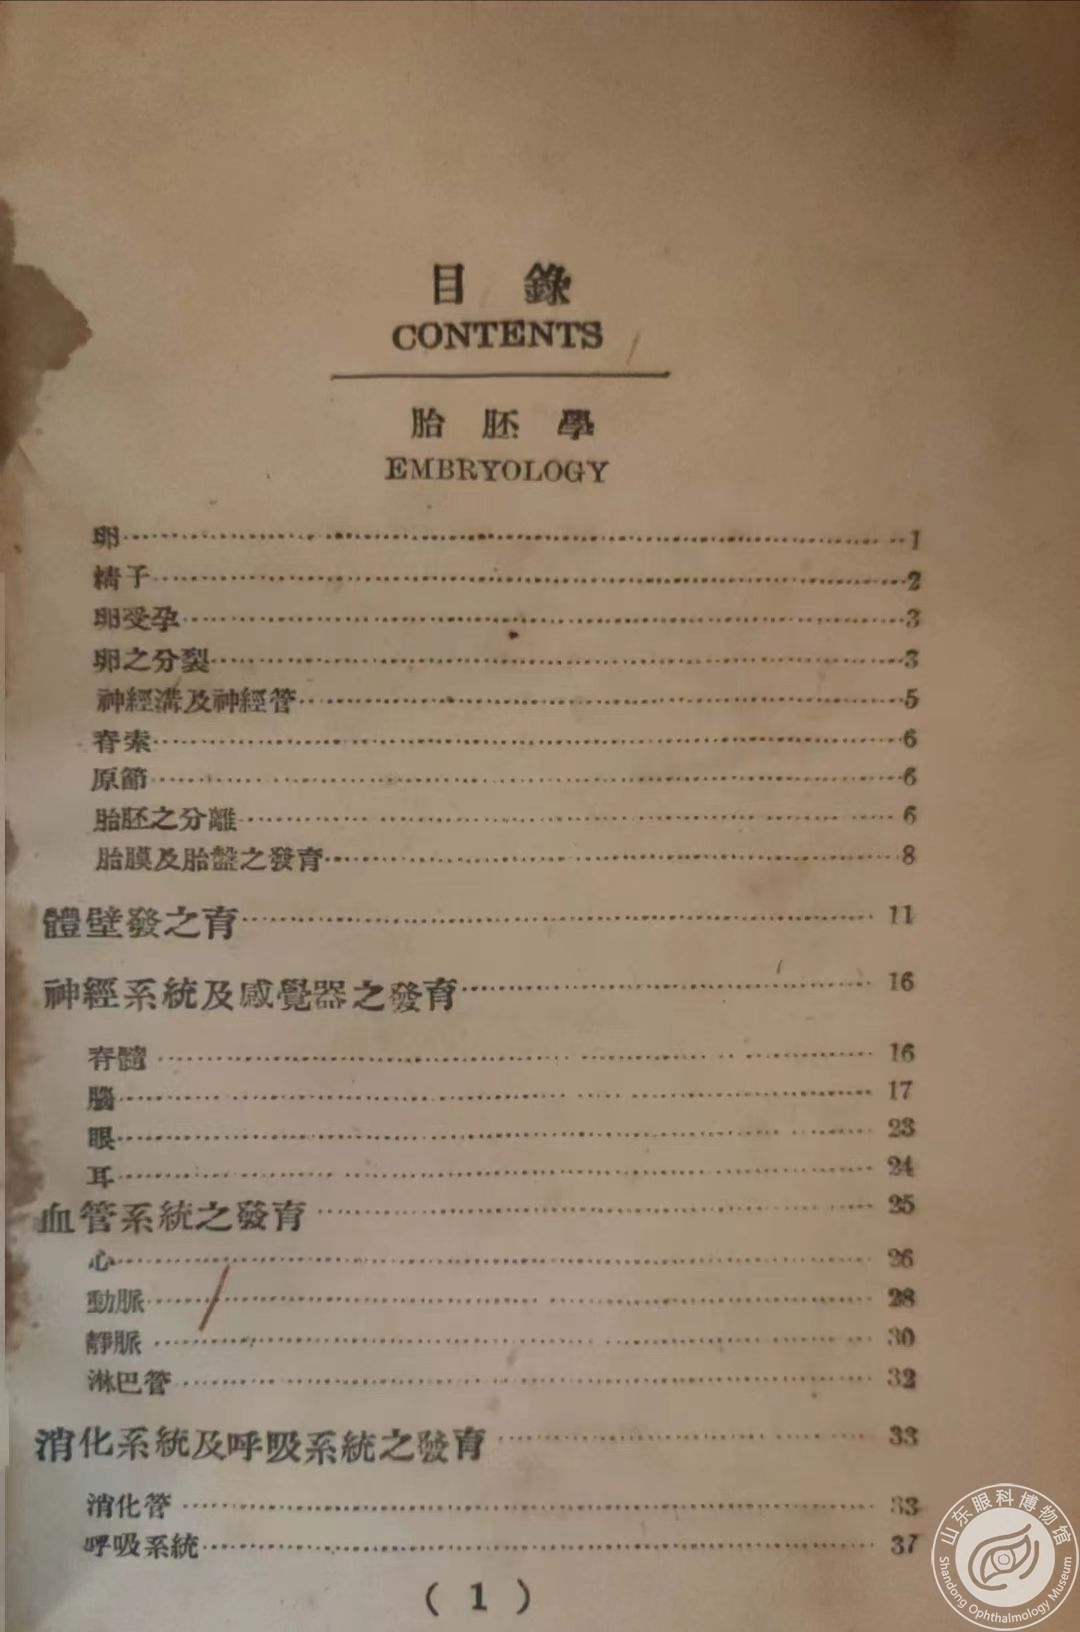 目 錄
CONTENTS
胎 胚 學
EMBRYOLOGY
卵……1
精子……2
卵受孕……3
卵之分裂……3
神經溝及神經管……5
脊索……6
原節……6
胎胚之分離……6
胎膜及胎盤之發育……8
體壁發之育……11
神經系統及感覺器之發育……16
脊髓……16
腦……17
眼……23
耳……24
血管系統之發育……25
心……26
動脈……28
靜脈……30
淋巴管……32
消化系統及呼吸系統之發育……33
消化管……33
呼吸系統……37
( 1 )
山东眼科博物馆
Shandong Ophthalmology Museum